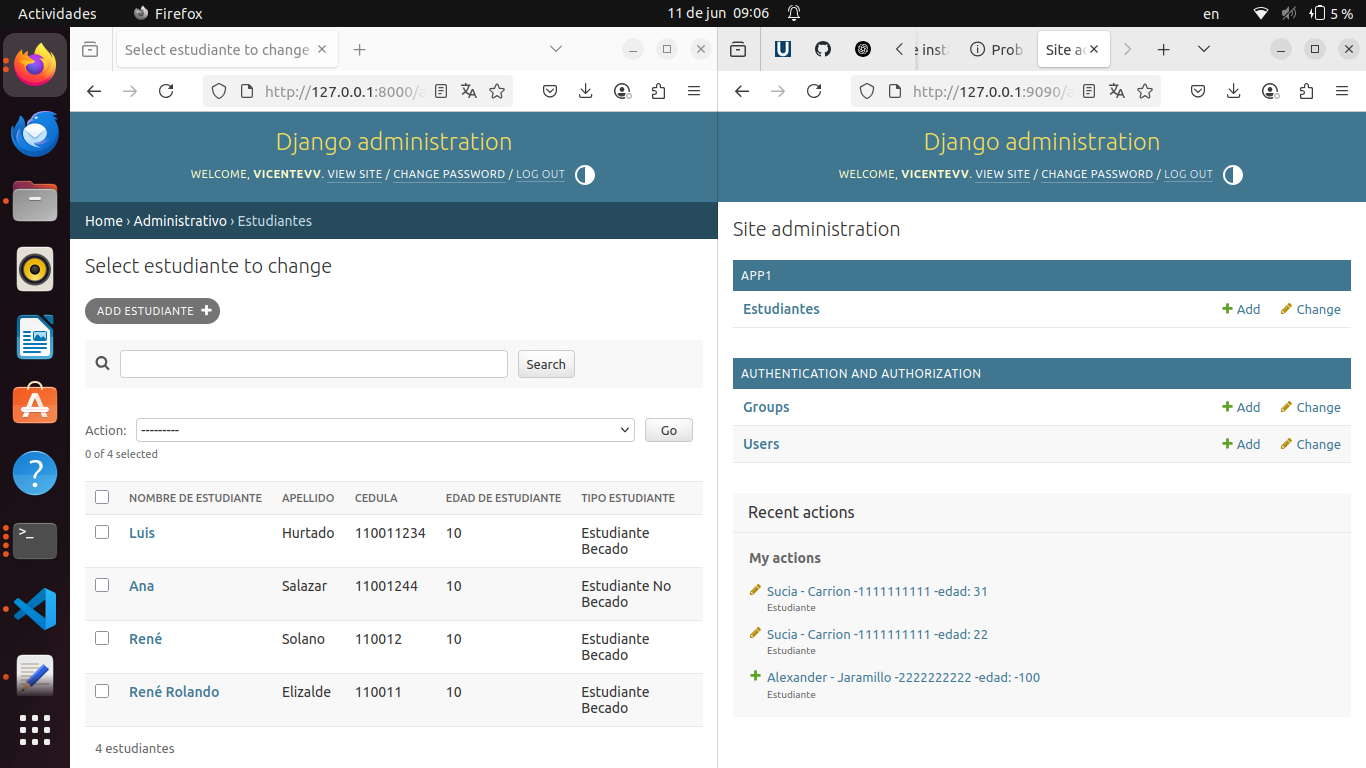 Actividades
Firefox
11 de jun 09:06
en
5 %
Select estudiante to change
http://127.0.0.1:8000/
Django administration
WELCOME, VICENTEVV. VIEW SITE / CHANGE PASSWORD / LOG OUT
Home › Administrativo › Estudiantes
Select estudiante to change
ADD ESTUDIANTE
Search
Action:
---------
Go
0 of 4 selected
NOMBRE DE ESTUDIANTE APELLIDO CEDULA EDAD DE ESTUDIANTE TIPO ESTUDIANTE
Luis Hurtado 110011234 10 Estudiante
Becado
Ana Salazar 11001244 10 Estudiante No
Becado
René Solano 110012 10 Estudiante
Becado
René Rolando Elizalde 110011 10 Estudiante
Becado
4 estudiantes
e inst
Prob
Site a
http://127.0.0.1:9090/
Django administration
WELCOME, VICENTEVV. VIEW SITE / CHANGE PASSWORD / LOG OUT
Site administration
APP1
Estudiantes Add Change
AUTHENTICATION AND AUTHORIZATION
Groups Add Change
Users Add Change
Recent actions
My actions
Sucia - Carrion -1111111111 -edad: 31
Estudiante
Sucia - Carrion -1111111111 -edad: 22
Estudiante
Alexander - Jaramillo -2222222222 -edad: -100
Estudiante